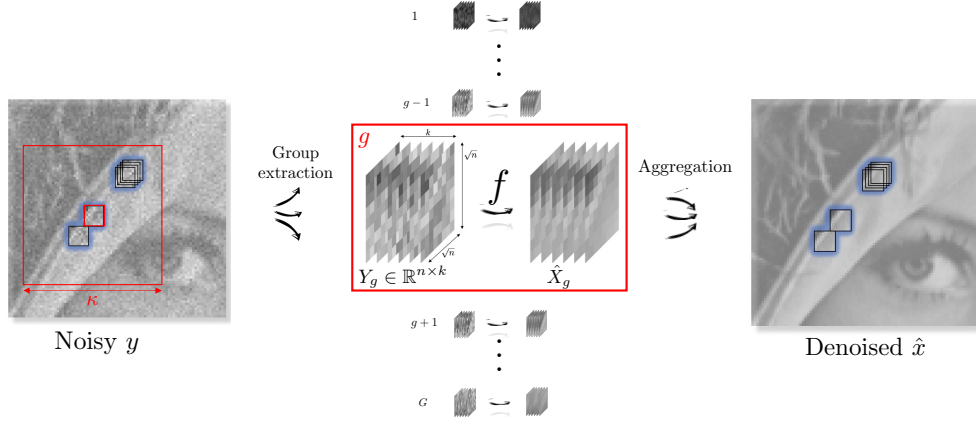 1
g − 1
g
k
√n
Group
extraction
f
Aggregation
√n
κ
Y_g ∈ ℝ^{n×k}
X̂_g
Noisy y
g + 1
Denoised x̂
G